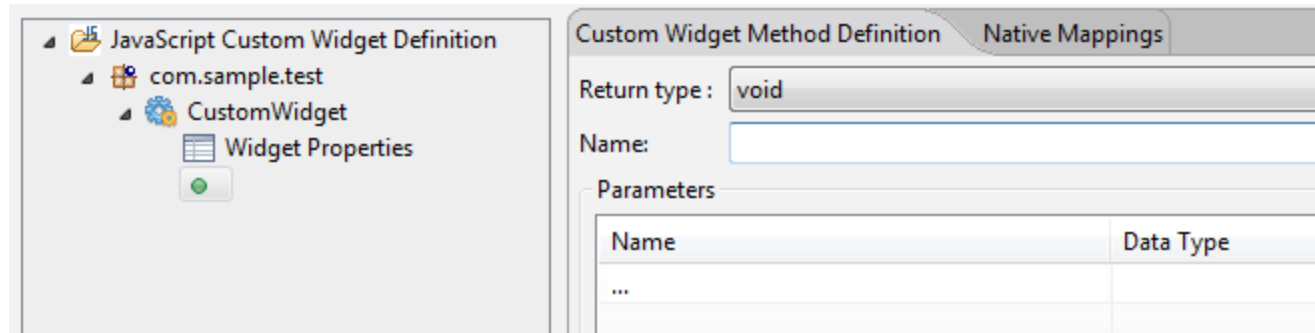 JavaScript Custom Widget Definition
com.sample.test
CustomWidget
Widget Properties
Custom Widget Method Definition
Native Mappings
Return type : void
Name:
Parameters
Name Data Type
...